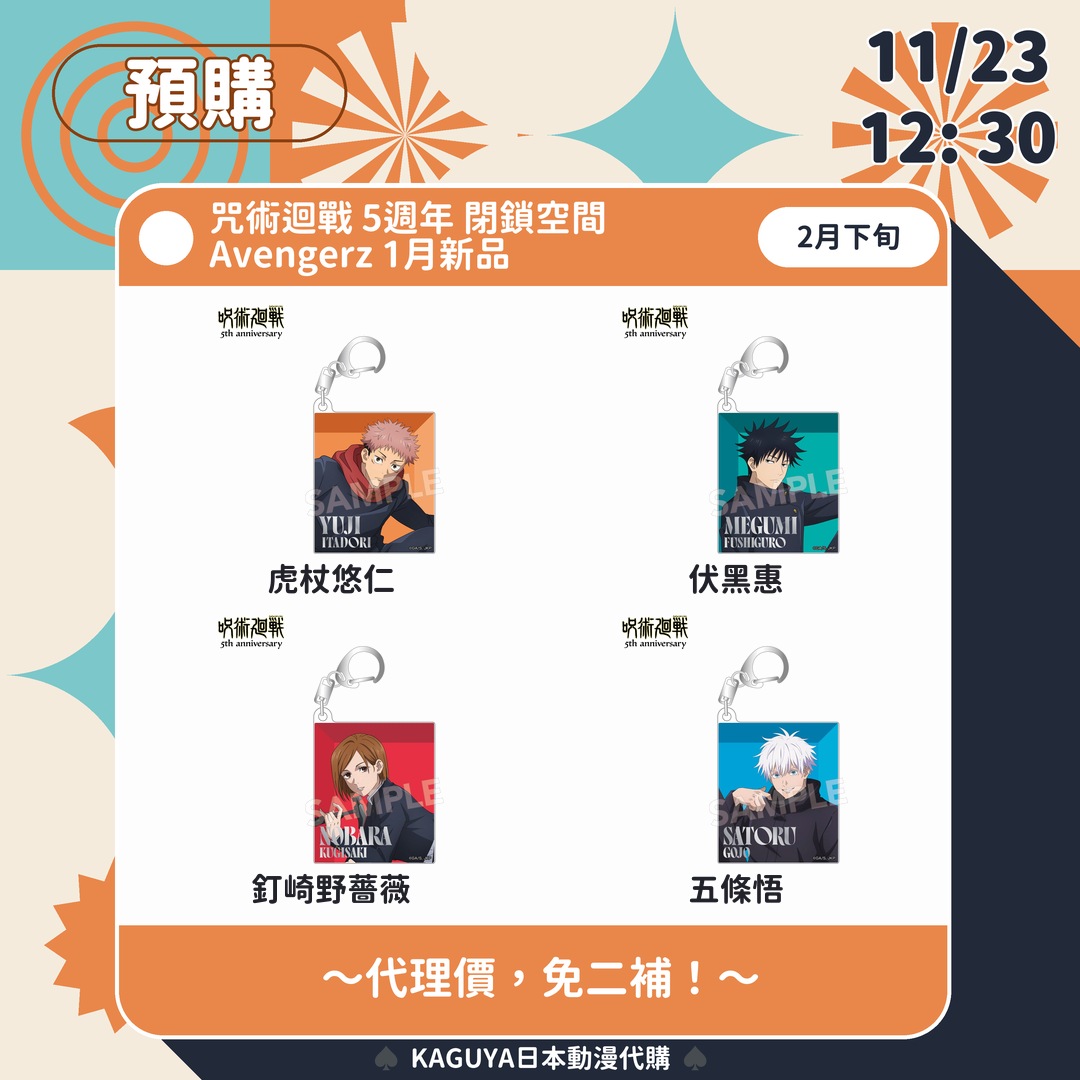 預購
11/23
12:30
咒術迴戰 5週年 閉鎖空間
Avengerz 1月新品
2月下旬
呪術廻戦
5th anniversary
SAMPLE
YUJI
ITADORI
虎杖悠仁
呪術廻戦
5th anniversary
SAMPLE
MEGUMI
FUSHIGURO
伏黑惠
呪術廻戦
5th anniversary
SAMPLE
NOBARA
KUGISAKI
釘崎野薔薇
呪術廻戦
5th anniversary
SAMPLE
SATORU
GOJO
五條悟
～代理價，免二補！～
KAGUYA日本動漫代購